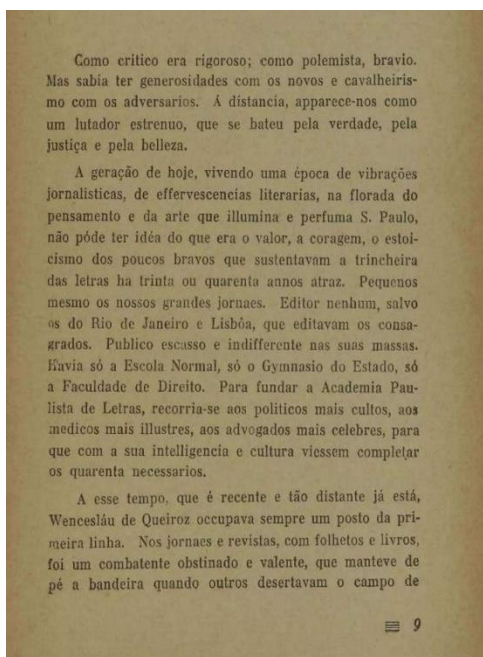 Como critico era rigoroso; como polemista, bravio.
Mas sabia ter generosidades com os novos e cavalheiris-
mo com os adversarios. Á distancia, apparece-nos como
um lutador estrenuo, que se bateu pela verdade, pela
justiça e pela belleza.
A geração de hoje, vivendo uma época de vibrações
jornalisticas, de effervescencias literarias, na florada do
pensamento e da arte que illumina e perfuma S. Paulo,
não póde ter idéa do que era o valor, a coragem, o estoi-
cismo dos poucos bravos que sustentavam a trincheira
das letras ha trinta ou quarenta annos atraz. Pequenos
mesmo os nossos grandes jornaes. Editor nenhum, salvo
os do Rio de Janeiro e Lisbôa, que editavam os consa-
grados. Publico escasso e indifferente nas suas massas.
Havia só a Escola Normal, só o Gymnasio do Estado, só
a Faculdade de Direito. Para fundar a Academia Pau-
lista de Letras, recorria-se aos politicos mais cultos, aos
medicos mais illustres, aos advogados mais celebres, para
que com a sua intelligencia e cultura viessem completar
os quarenta necessarios.
A esse tempo, que é recente e tão distante já está,
Wencesláu de Queiroz occupava sempre um posto da pri-
meira linha. Nos jornaes e revistas, com folhetos e livros,
foi um combatente obstinado e valente, que manteve de
pé a bandeira quando outros desertavam o campo de
9